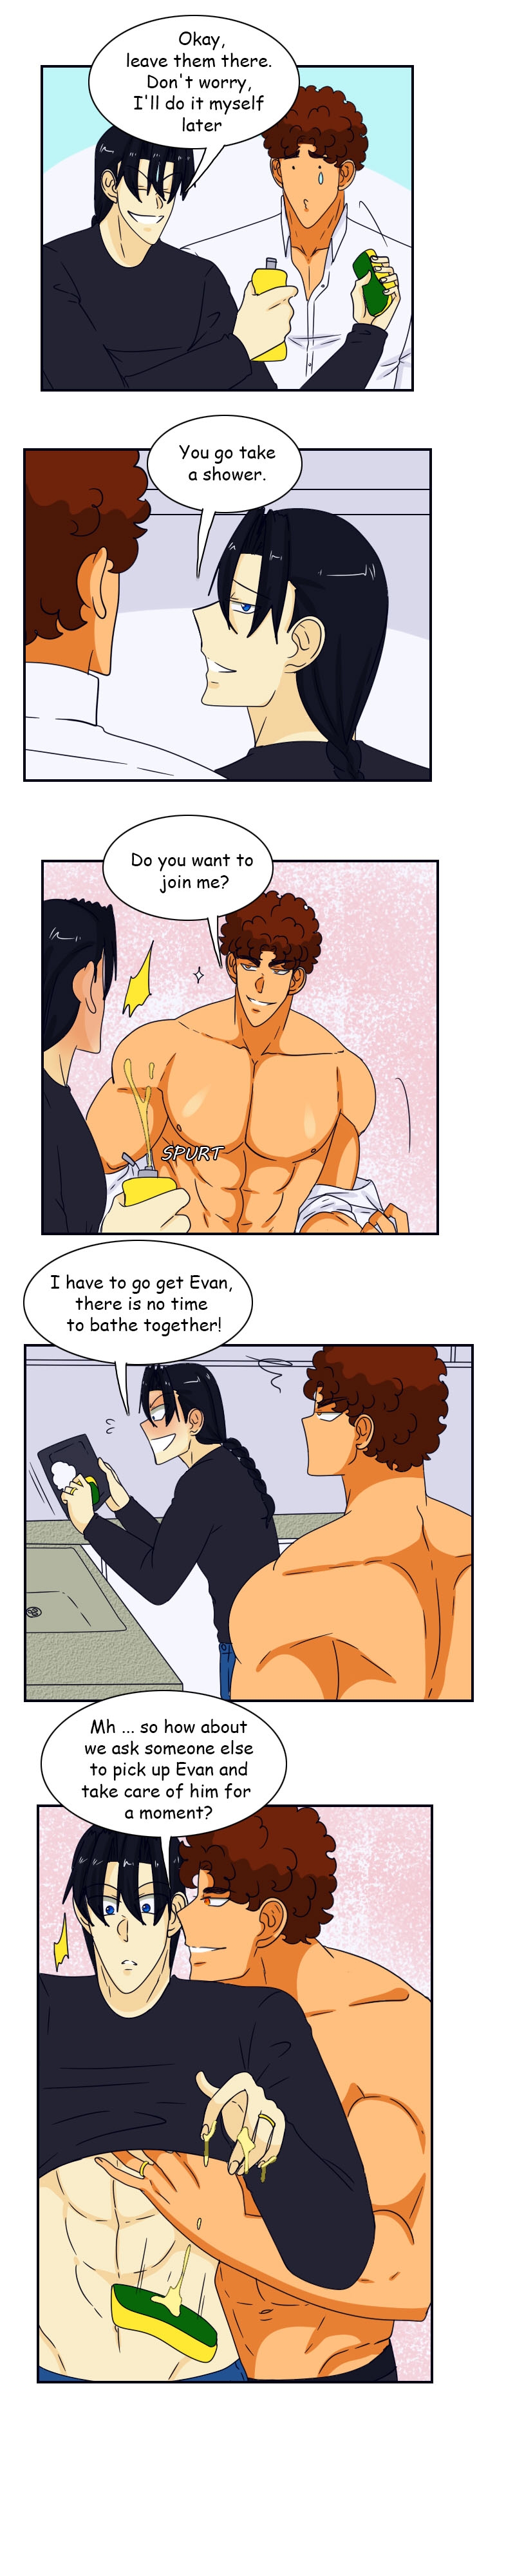 Okay,
leave them there.
Don't worry,
I'll do it myself
later
You go take
a shower.
Do you want to
join me?
SPURT
I have to go get Evan,
there is no time
to bathe together!
Mh ... so how about
we ask someone else
to pick up Evan and
take care of him for
a moment?